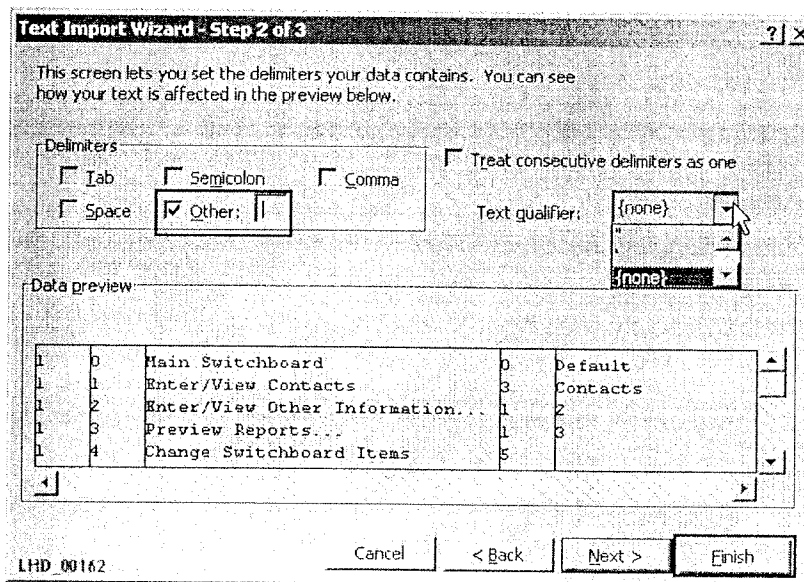 Text Import Wizard - Step 2 of 3 ? ×
This screen lets you set the delimiters your data contains. You can see
how your text is affected in the preview below.
Delimiters
Tab Semicolon Comma
Space Other: |
Treat consecutive delimiters as one
Text qualifier: {none}
"
'
{none}
Data preview
1 0 Main Switchboard 0 Default
1 1 Enter/View Contacts 3 Contacts
1 2 Enter/View Other Information... 1 2
1 3 Preview Reports... 1 3
1 4 Change Switchboard Items 5
LHD_00162
Cancel < Back Next > Finish